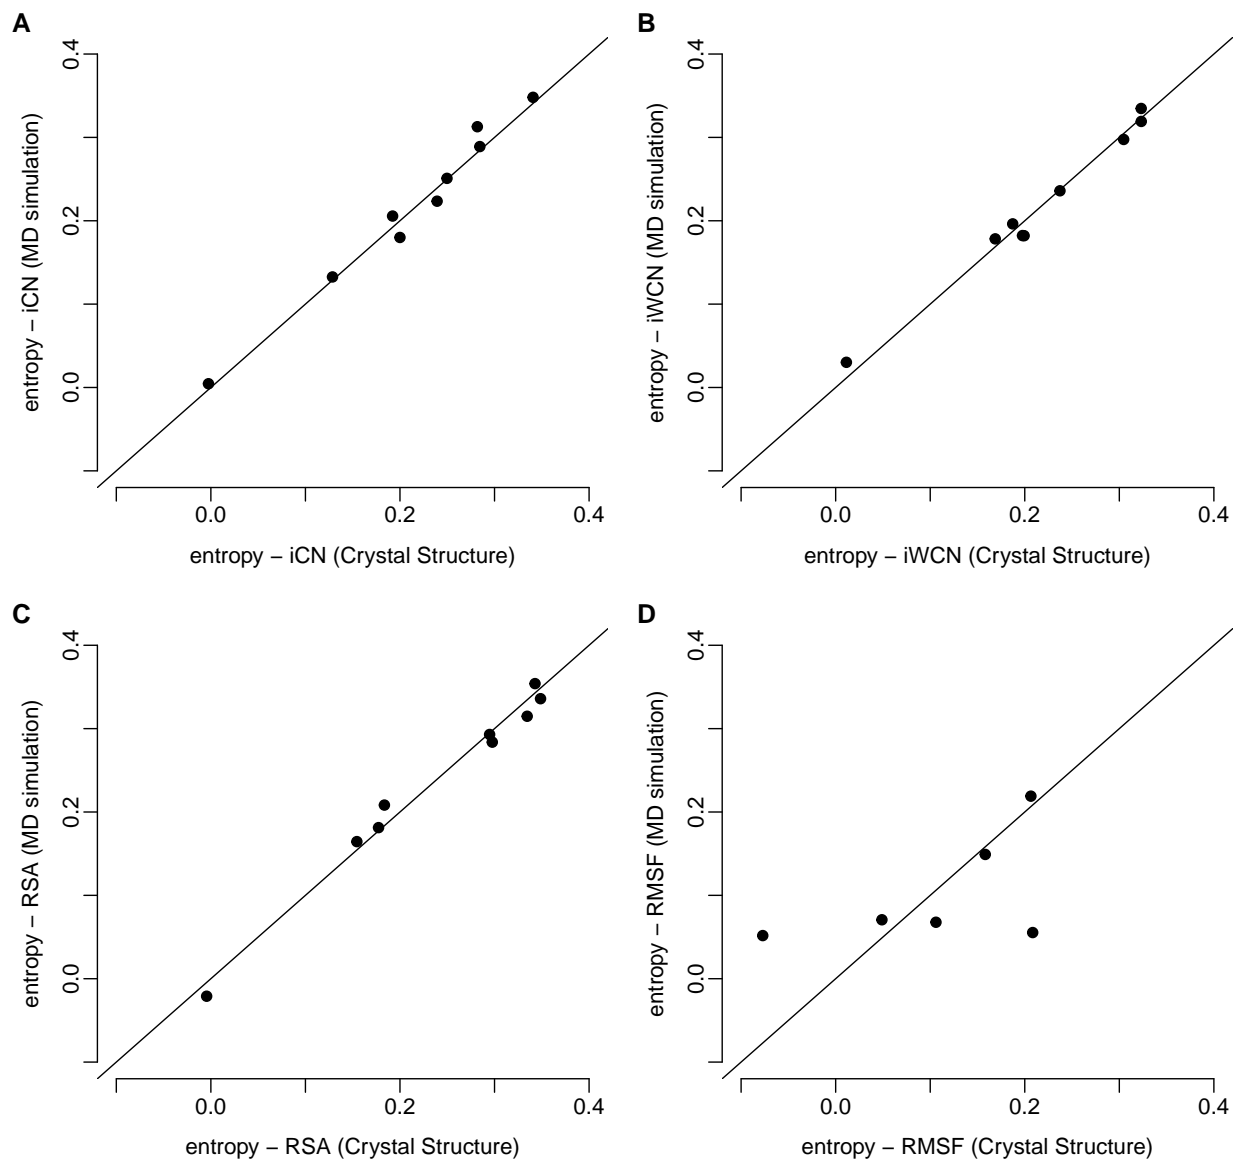 A
entropy – iCN (MD simulation)
0.0 0.2 0.4
0.0 0.2 0.4
entropy – iCN (Crystal Structure)
B
entropy – iWCN (MD simulation)
0.0 0.2 0.4
0.0 0.2 0.4
entropy – iWCN (Crystal Structure)
C
entropy – RSA (MD simulation)
0.0 0.2 0.4
0.0 0.2 0.4
entropy – RSA (Crystal Structure)
D
entropy – RMSF (MD simulation)
0.0 0.2 0.4
0.0 0.2 0.4
entropy – RMSF (Crystal Structure)